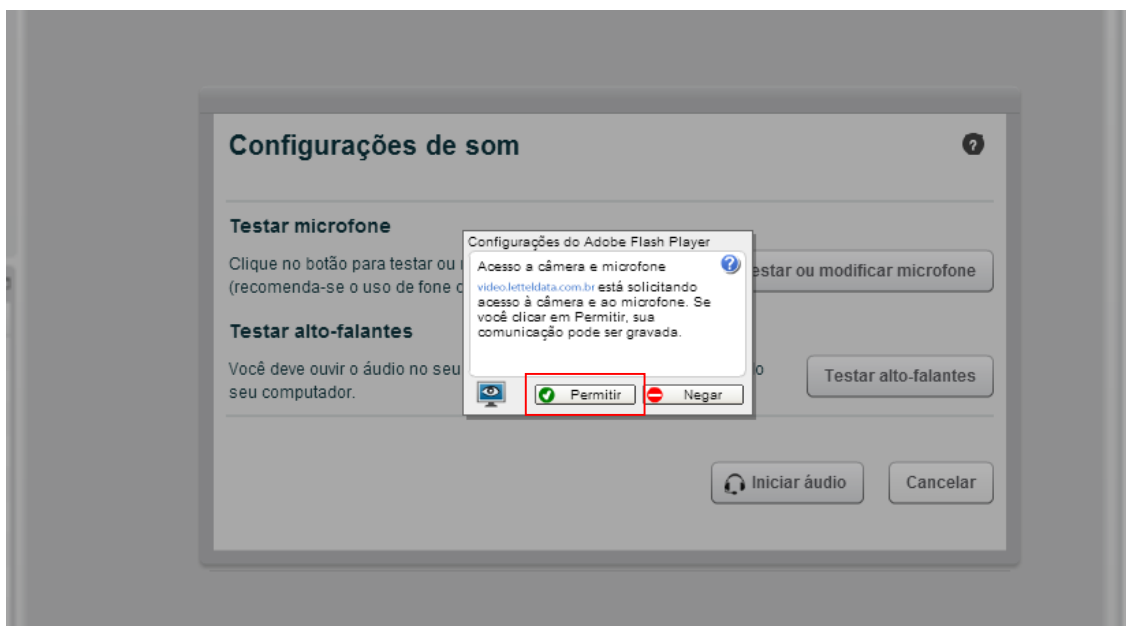 Configurações de som
Testar microfone
Clique no botão para testar ou
(recomenda-se o uso de fone
estar ou modificar microfone
Configurações do Adobe Flash Player
Acesso a câmera e microfone
video.letteldata.com.br está solicitando
acesso à câmera e ao microfone. Se
você clicar em Permitir, sua
comunicação pode ser gravada.
Permitir
Negar
Testar alto-falantes
Você deve ouvir o áudio no seu
seu computador.
Testar alto-falantes
Iniciar áudio
Cancelar